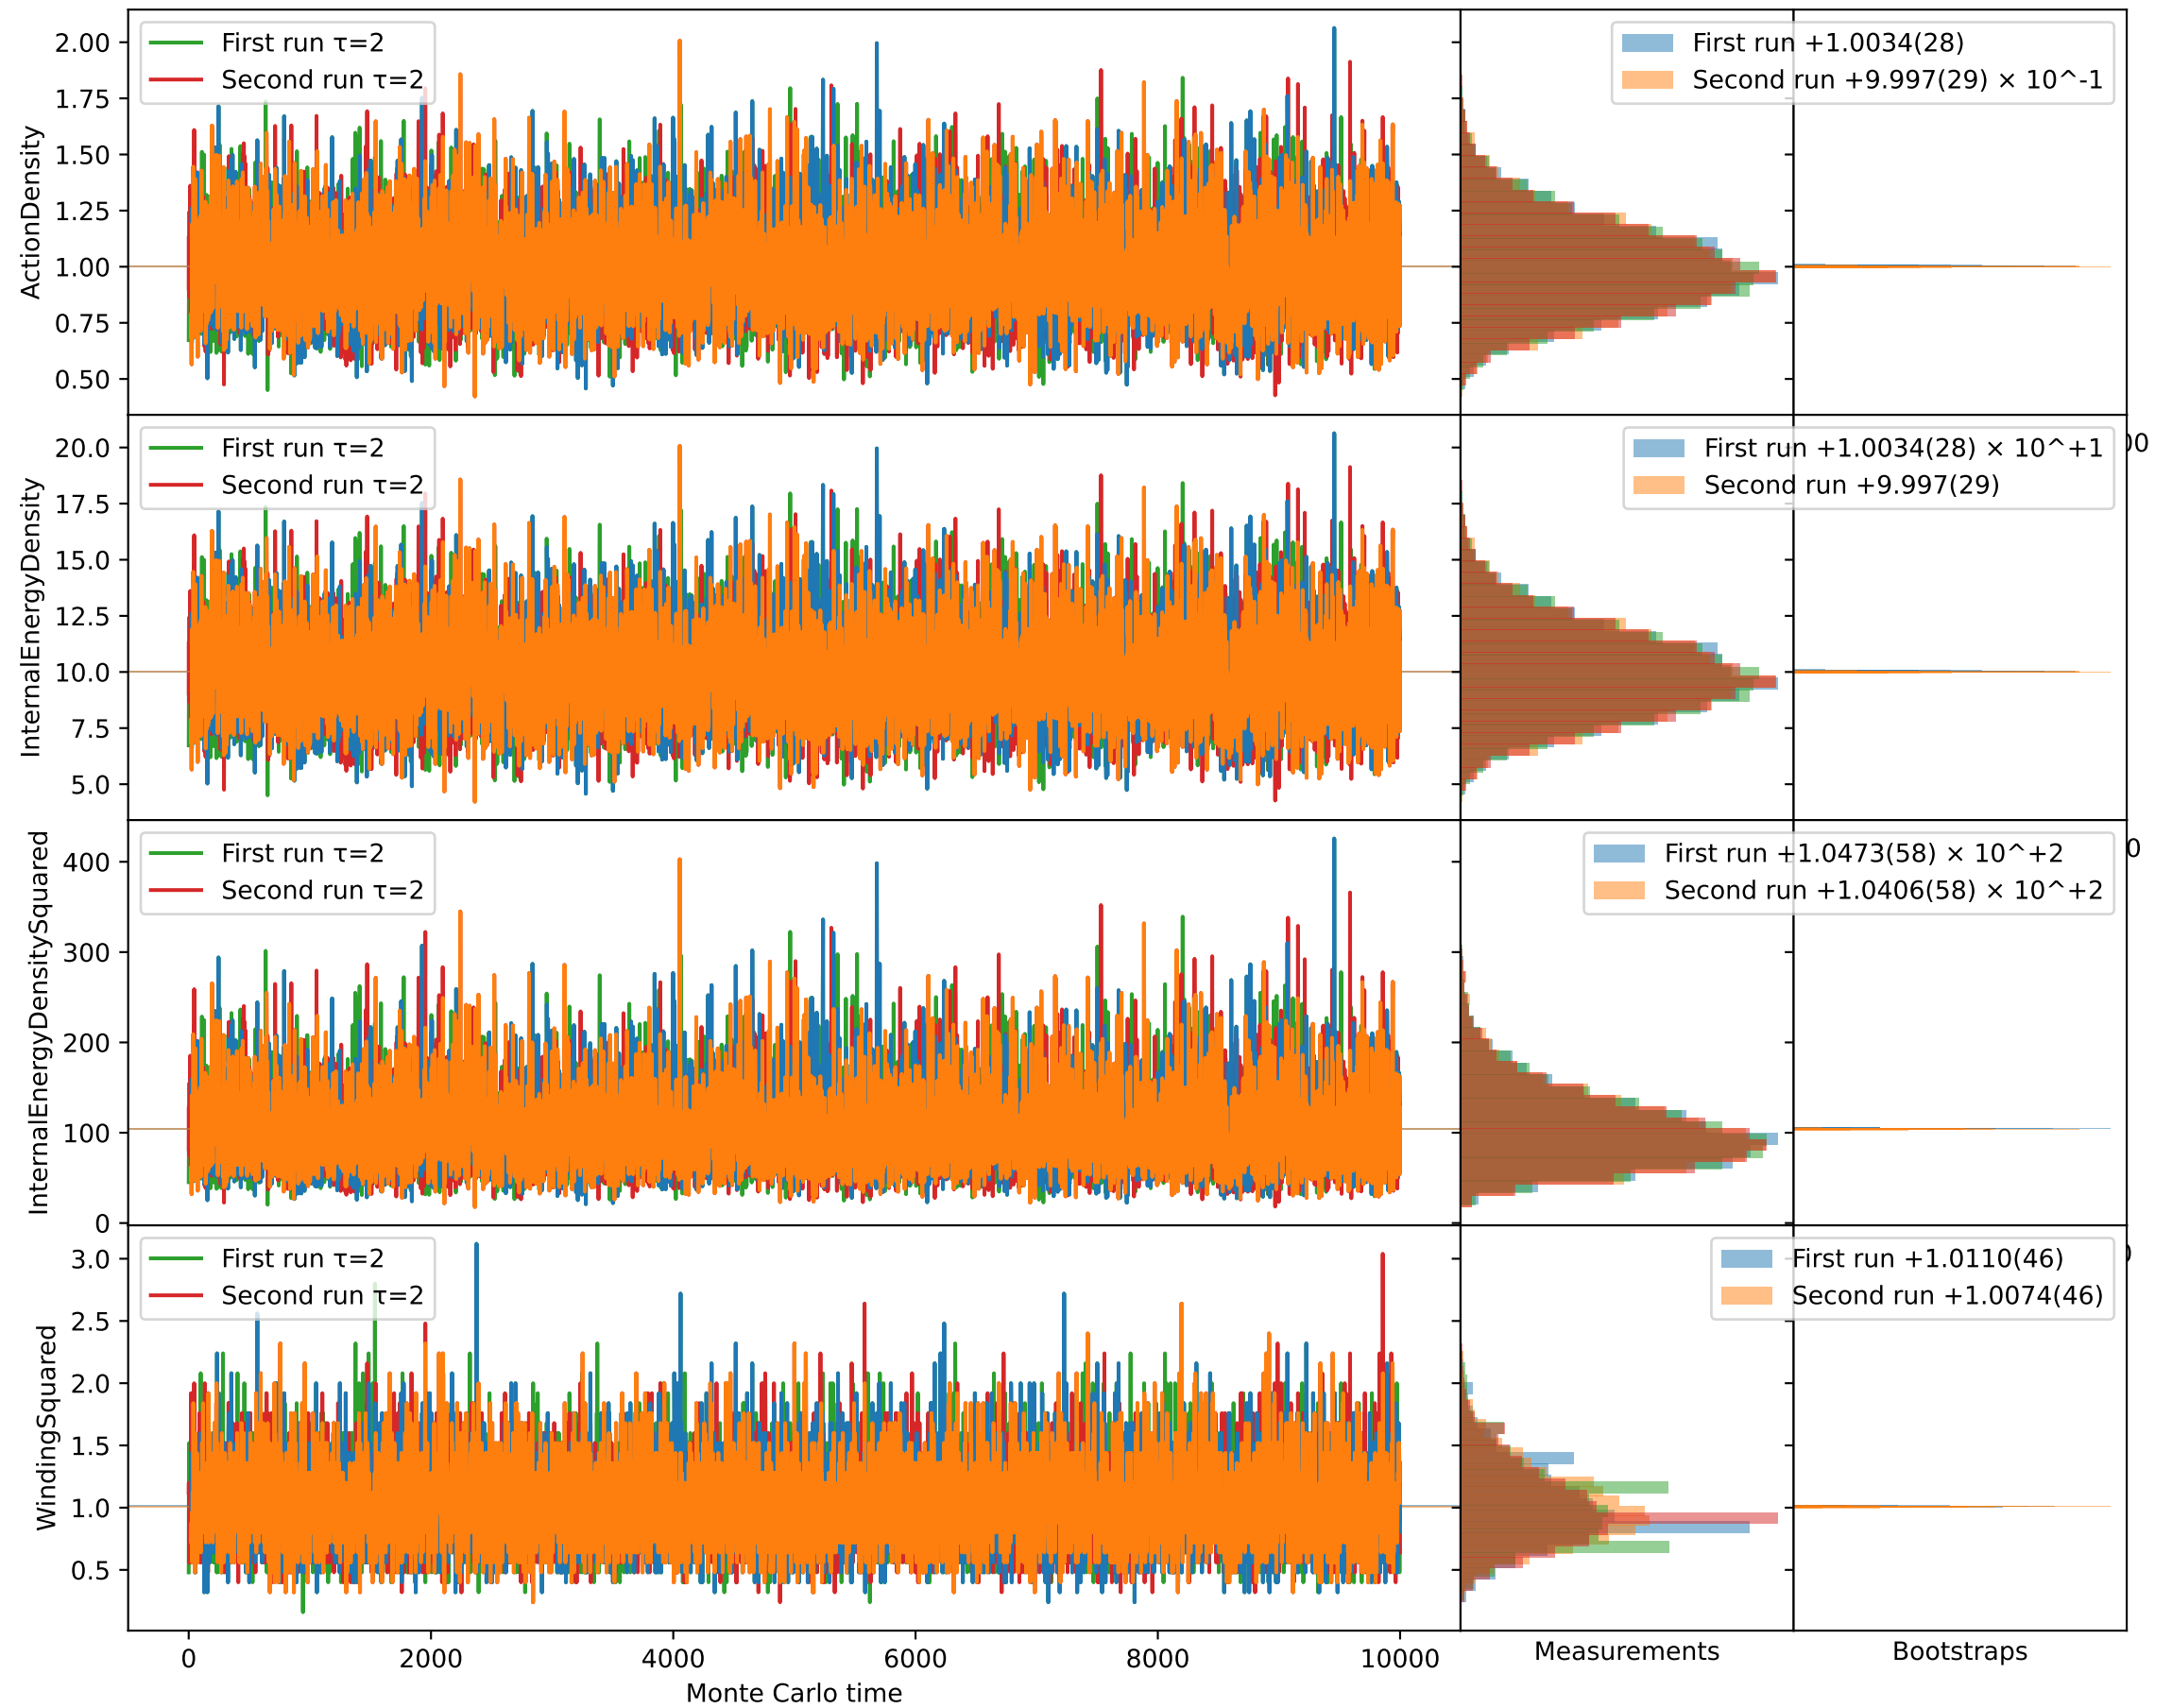 ActionDensity
2.00
1.75
1.50
1.25
1.00
0.75
0.50
First run τ=2
Second run τ=2
First run +1.0034(28)
Second run +9.997(29) × 10^-1
InternalEnergyDensity
20.0
17.5
15.0
12.5
10.0
7.5
5.0
First run τ=2
Second run τ=2
First run +1.0034(28) × 10^+1
Second run +9.997(29)
InternalEnergyDensitySquared
400
300
200
100
0
First run τ=2
Second run τ=2
First run +1.0473(58) × 10^+2
Second run +1.0406(58) × 10^+2
0
WindingSquared
3.0
2.5
2.0
1.5
1.0
0.5
First run τ=2
Second run τ=2
First run +1.0110(46)
Second run +1.0074(46)
0
2000
4000
6000
8000
10000
Monte Carlo time
Measurements
Bootstraps